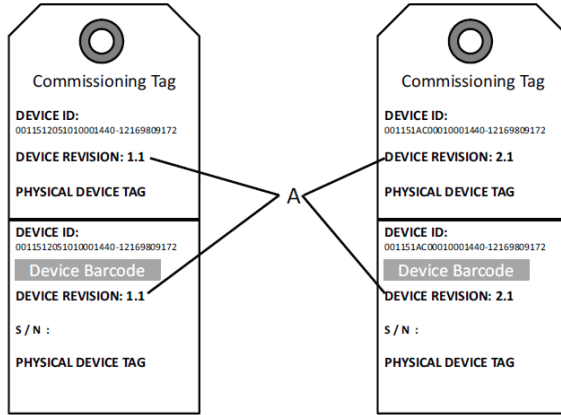 Commissioning Tag
DEVICE ID:
0011512051010001440-12169809172
DEVICE REVISION: 1.1
PHYSICAL DEVICE TAG
DEVICE ID:
0011512051010001440-12169809172
Device Barcode
DEVICE REVISION: 1.1
S / N :
PHYSICAL DEVICE TAG
A
Commissioning Tag
DEVICE ID:
001151AC00010001440-12169809172
DEVICE REVISION: 2.1
PHYSICAL DEVICE TAG
DEVICE ID:
001151AC00010001440-12169809172
Device Barcode
DEVICE REVISION: 2.1
S / N :
PHYSICAL DEVICE TAG